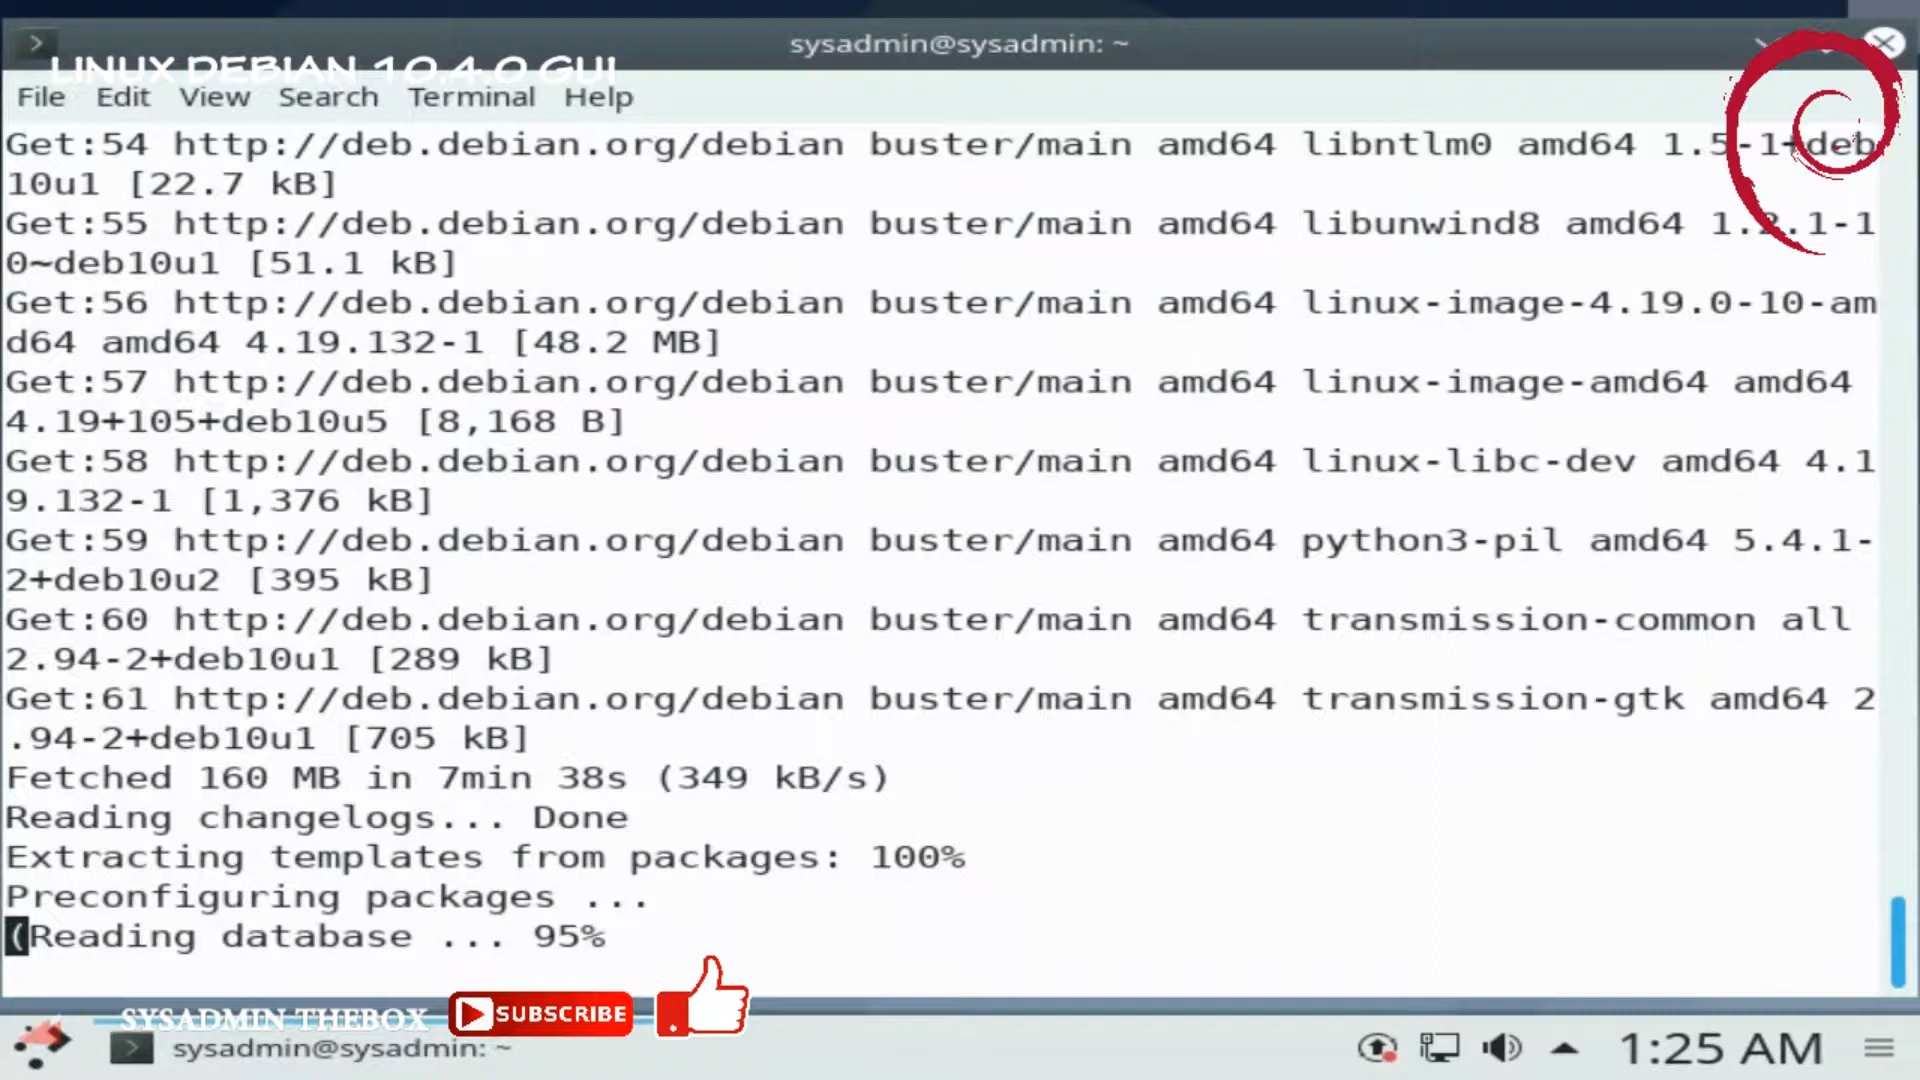 sysadmin@sysadmin: ~
LINUX DEBIAN 10.4.0 GUI
File Edit View Search Terminal Help
Get:54 http://deb.debian.org/debian buster/main amd64 libntlm0 amd64 1.5-1+deb
10u1 [22.7 kB]
Get:55 http://deb.debian.org/debian buster/main amd64 libunwind8 amd64 1.2.1-1
0~deb10u1 [51.1 kB]
Get:56 http://deb.debian.org/debian buster/main amd64 linux-image-4.19.0-10-am
d64 amd64 4.19.132-1 [48.2 MB]
Get:57 http://deb.debian.org/debian buster/main amd64 linux-image-amd64 amd64
4.19+105+deb10u5 [8,168 B]
Get:58 http://deb.debian.org/debian buster/main amd64 linux-libc-dev amd64 4.1
9.132-1 [1,376 kB]
Get:59 http://deb.debian.org/debian buster/main amd64 python3-pil amd64 5.4.1-
2+deb10u2 [395 kB]
Get:60 http://deb.debian.org/debian buster/main amd64 transmission-common all
2.94-2+deb10u1 [289 kB]
Get:61 http://deb.debian.org/debian buster/main amd64 transmission-gtk amd64 2
.94-2+deb10u1 [705 kB]
Fetched 160 MB in 7min 38s (349 kB/s)
Reading changelogs... Done
Extracting templates from packages: 100%
Preconfiguring packages ...
(Reading database ... 95%
SYSADMIN THEBOX SUBSCRIBE
sysadmin@sysadmin: ~ 1:25 AM